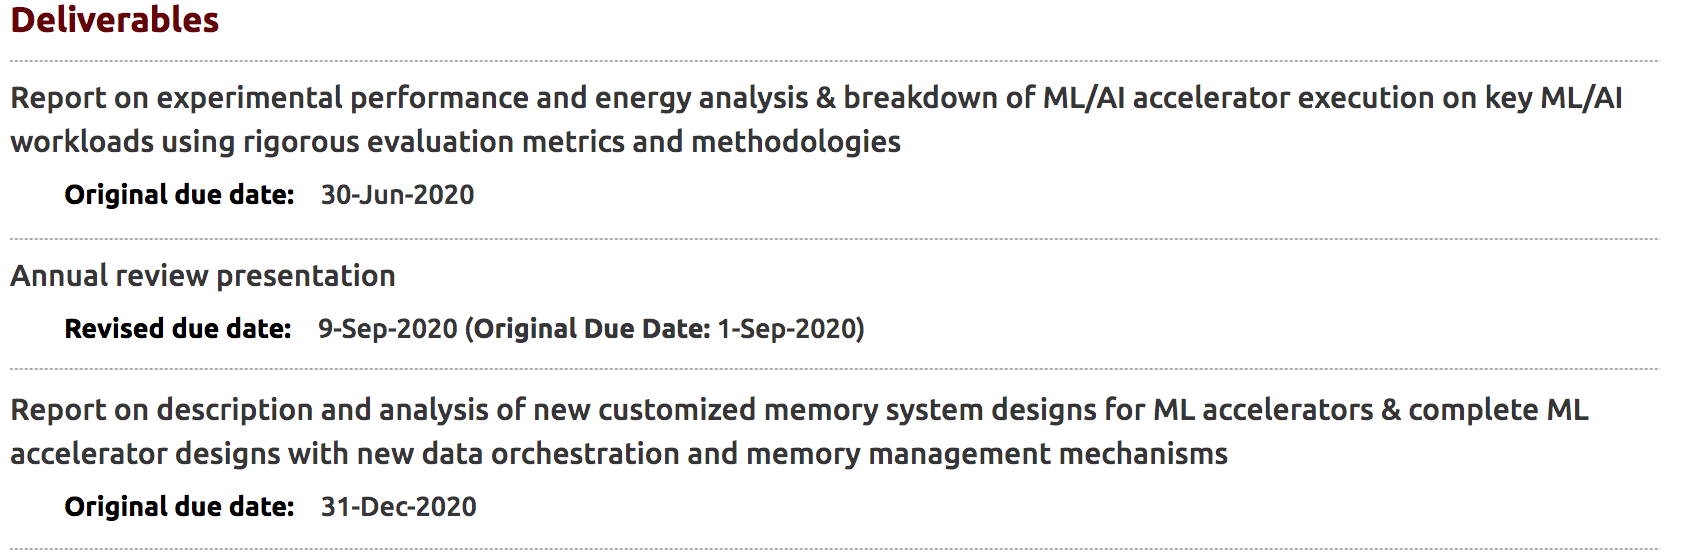 Deliverables
Report on experimental performance and energy analysis & breakdown of ML/AI accelerator execution on key ML/AI
workloads using rigorous evaluation metrics and methodologies
Original due date: 30-Jun-2020
Annual review presentation
Revised due date: 9-Sep-2020 (Original Due Date: 1-Sep-2020)
Report on description and analysis of new customized memory system designs for ML accelerators & complete ML
accelerator designs with new data orchestration and memory management mechanisms
Original due date: 31-Dec-2020